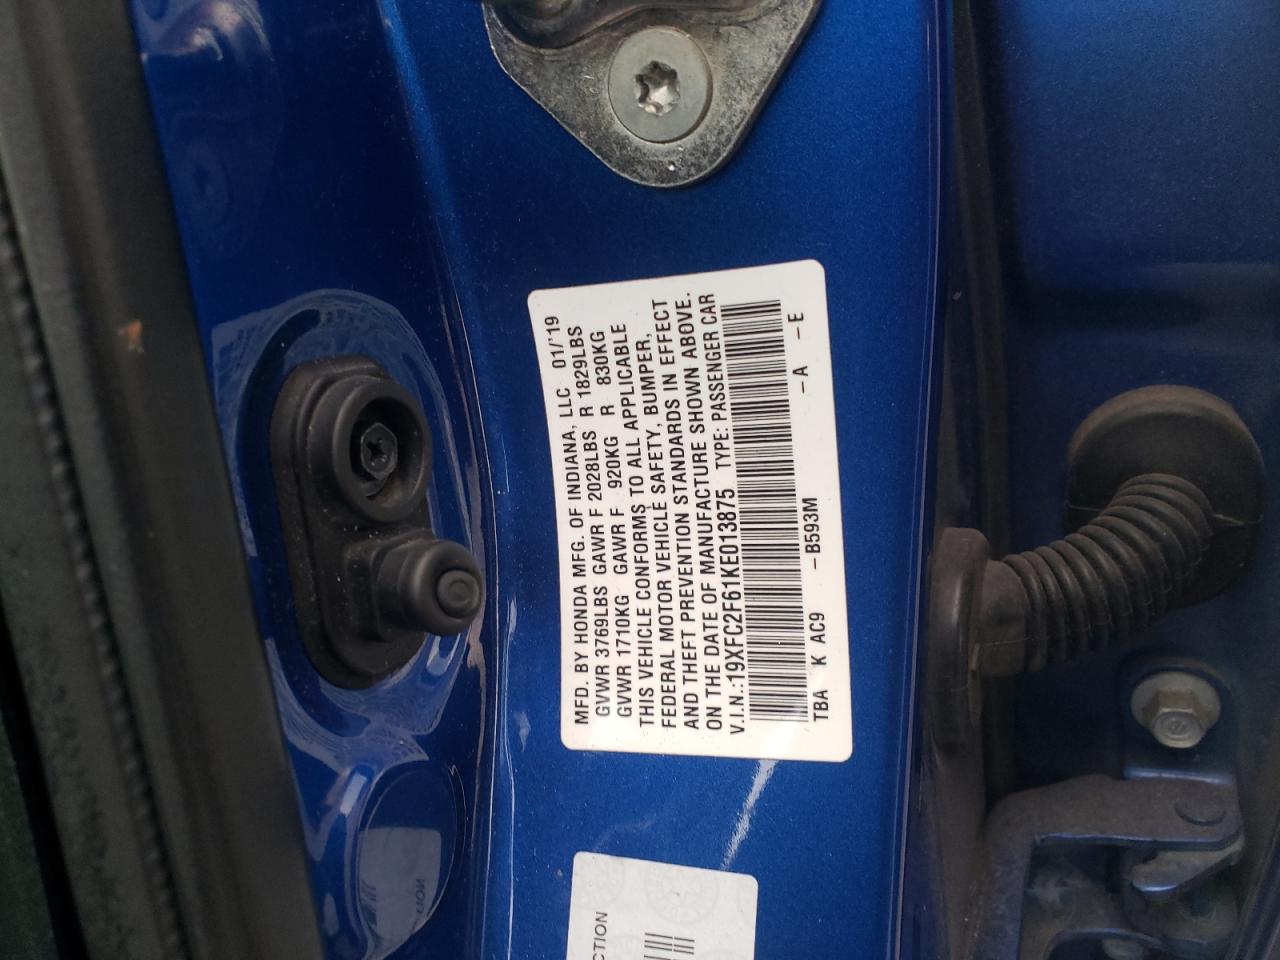 MFD. BY HONDA MFG. OF INDIANA, LLC 01/'19
GVWR 3769LBS GAWR F 2028LBS R 1829LBS
GVWR 1710KG GAWR F 920KG R 830KG
THIS VEHICLE CONFORMS TO ALL APPLICABLE
FEDERAL MOTOR VEHICLE SAFETY, BUMPER,
AND THEFT PREVENTION STANDARDS IN EFFECT
ON THE DATE OF MANUFACTURE SHOWN ABOVE.
V.I.N.:19XFC2F61KE013875 TYPE: PASSENGER CAR
TBA K AC9 -B593M -A -E
CTION